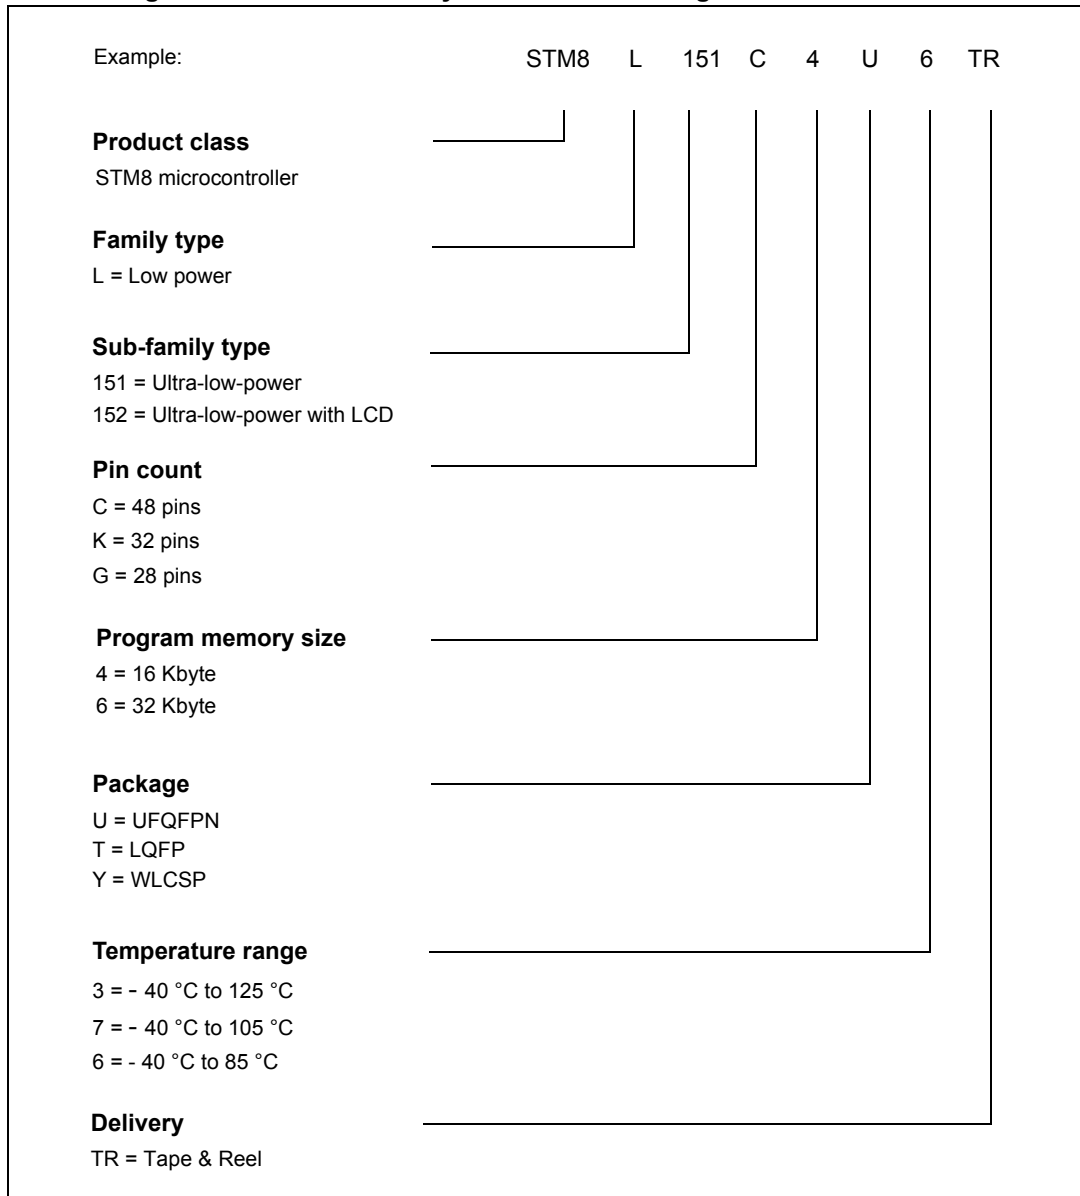 Example: STM8 L 151 C 4 U 6 TR
Product class
STM8 microcontroller
Family type
L = Low power
Sub-family type
151 = Ultra-low-power
152 = Ultra-low-power with LCD
Pin count
C = 48 pins
K = 32 pins
G = 28 pins
Program memory size
4 = 16 Kbyte
6 = 32 Kbyte
Package
U = UFQFPN
T = LQFP
Y = WLCSP
Temperature range
3 = - 40 °C to 125 °C
7 = - 40 °C to 105 °C
6 = - 40 °C to 85 °C
Delivery
TR = Tape & Reel